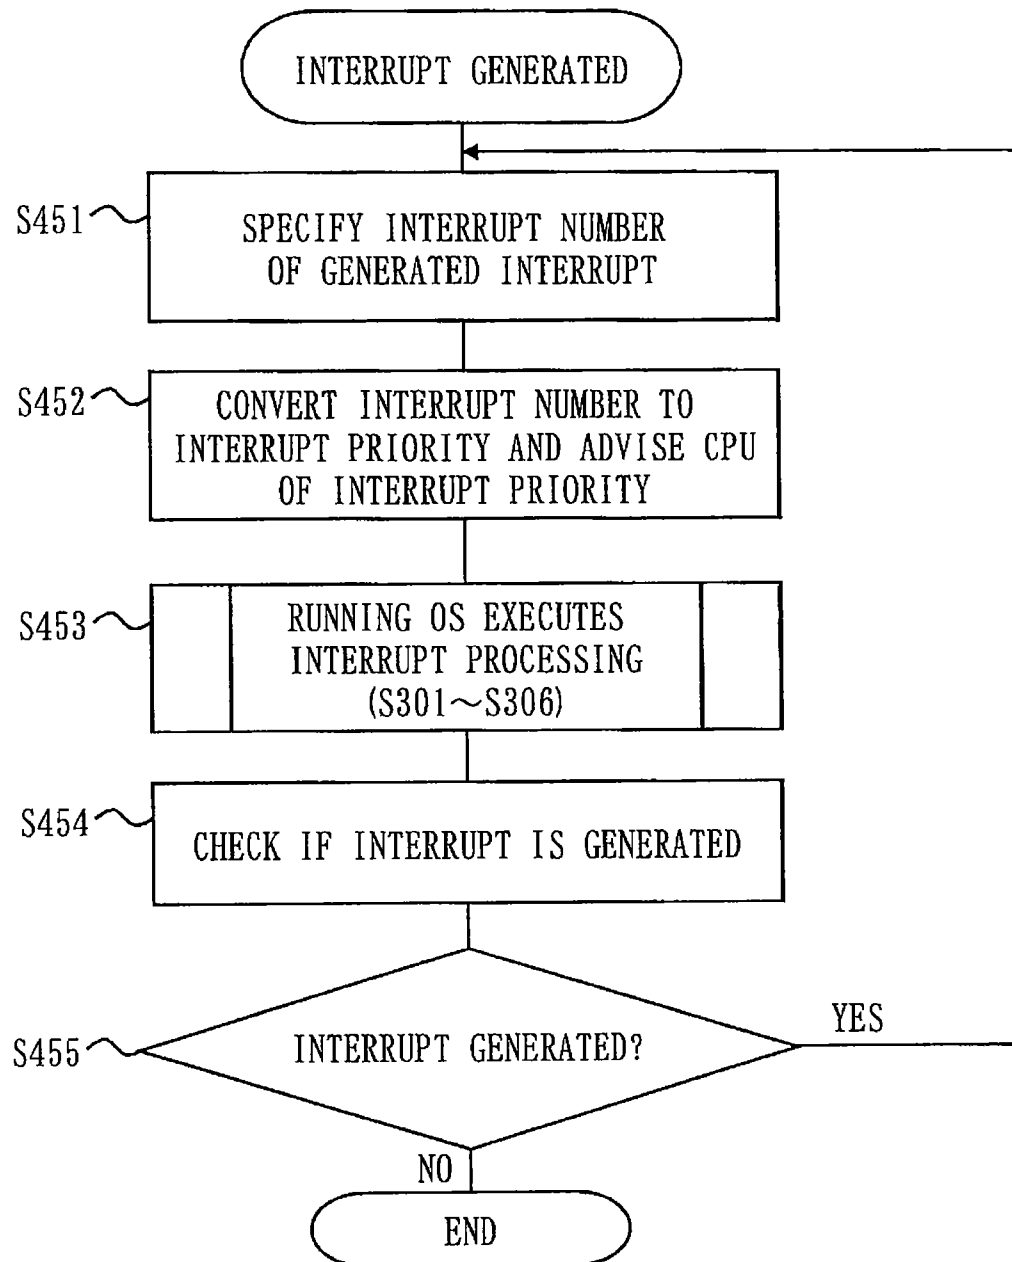 INTERRUPT GENERATED
S451
SPECIFY INTERRUPT NUMBER
OF GENERATED INTERRUPT
S452
CONVERT INTERRUPT NUMBER TO
INTERRUPT PRIORITY AND ADVISE CPU
OF INTERRUPT PRIORITY
S453
RUNNING OS EXECUTES
INTERRUPT PROCESSING
(S301～S306)
S454
CHECK IF INTERRUPT IS GENERATED
S455
INTERRUPT GENERATED?
YES
NO
END